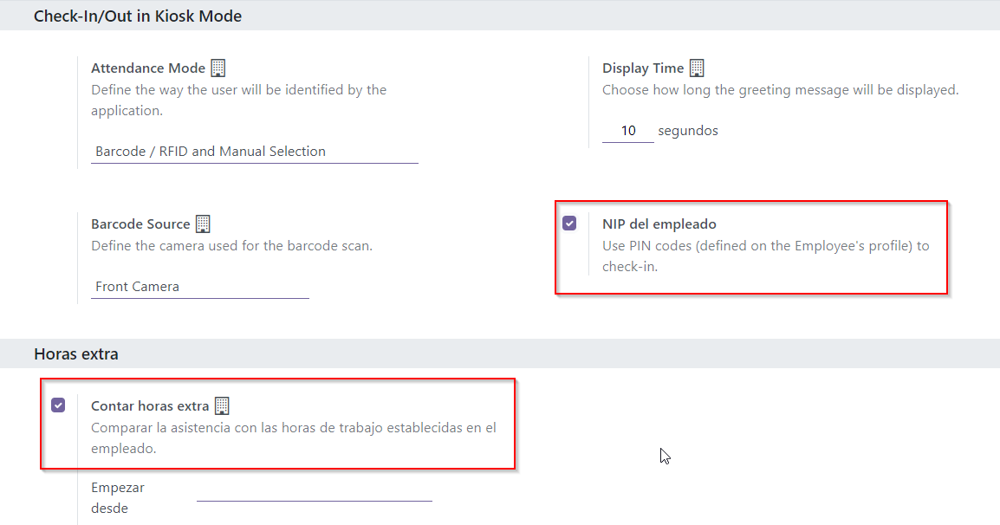 Check-In/Out in Kiosk Mode
Attendance Mode
Define the way the user will be identified by the
application.
Barcode / RFID and Manual Selection
Display Time
Choose how long the greeting message will be displayed.
10 segundos
Barcode Source
Define the camera used for the barcode scan.
Front Camera
NIP del empleado
Use PIN codes (defined on the Employee's profile) to
check-in.
Horas extra
Contar horas extra
Comparar la asistencia con las horas de trabajo establecidas en el
empleado.
Empezar
desde